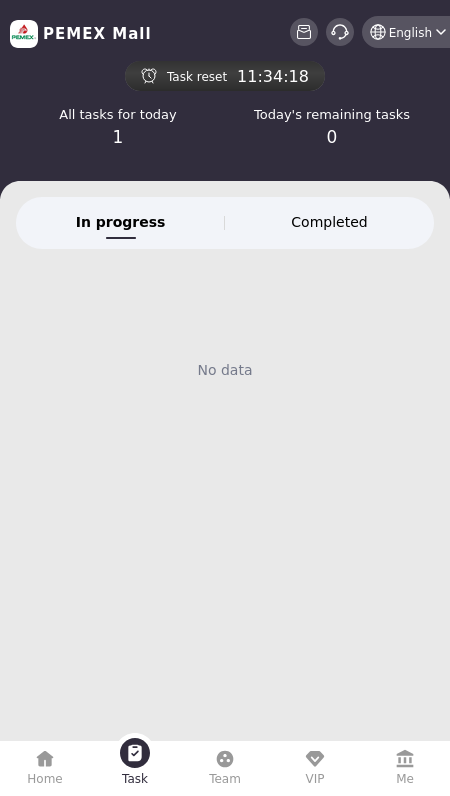 PEMEX
PEMEX Mall
English
Task reset 11:34:18
All tasks for today
1
Today's remaining tasks
0
In progress
Completed
No data
Home
Task
Team
VIP
Me